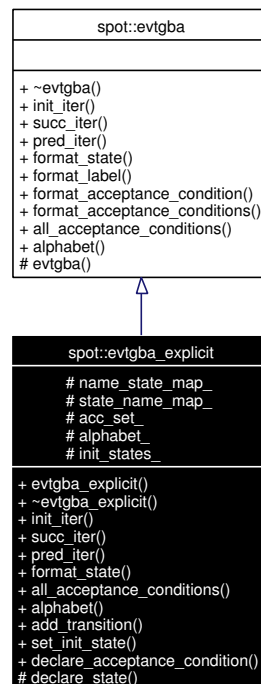 spot::evtgba
+ ~evtgba()
+ init_iter()
+ succ_iter()
+ pred_iter()
+ format_state()
+ format_label()
+ format_acceptance_condition()
+ format_acceptance_conditions()
+ all_acceptance_conditions()
+ alphabet()
# evtgba()
spot::evtgba_explicit
# name_state_map_
# state_name_map_
# acc_set_
# alphabet_
# init_states_
+ evtgba_explicit()
+ ~evtgba_explicit()
+ init_iter()
+ succ_iter()
+ pred_iter()
+ format_state()
+ all_acceptance_conditions()
+ alphabet()
+ add_transition()
+ set_init_state()
+ declare_acceptance_condition()
# declare_state()